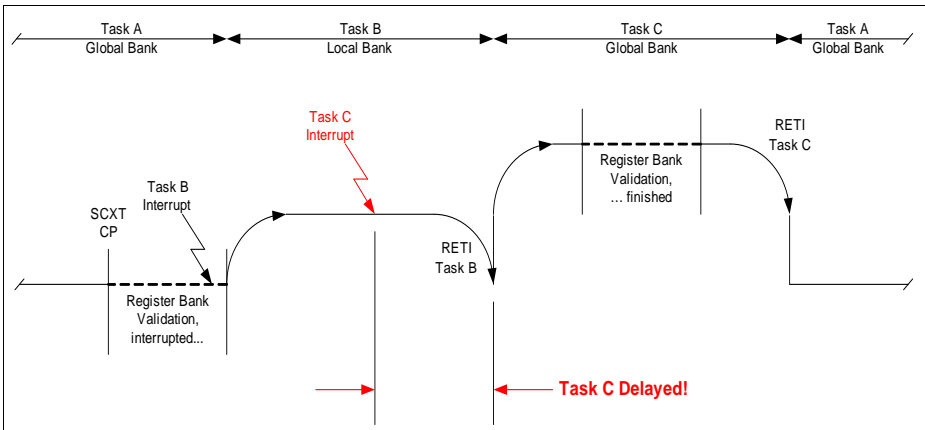 Task A
Global Bank
Task B
Local Bank
Task C
Global Bank
Task A
Global Bank
Task C
Interrupt
RETI
Task C
Register Bank
Validation,
... finished
Task B
Interrupt
SCXT
CP
RETI
Task B
Register Bank
Validation,
interrupted...
Task C Delayed!